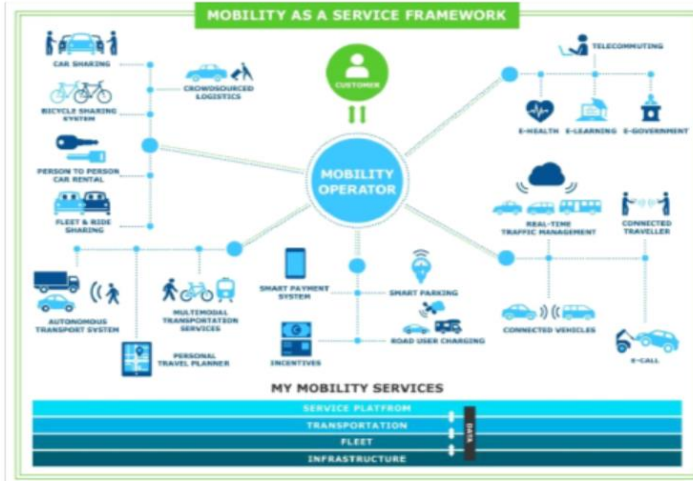 MOBILITY AS A SERVICE FRAMEWORK
CAR SHARING
CROWDSOURCED
LOGISTICS
BICYCLE SHARING
SYSTEM
PERSON TO PERSON
CAR RENTAL
FLEET & RIDE
SHARING
CUSTOMER
MOBILITY
OPERATOR
TELECOMMUTING
E-HEALTH
E-LEARNING
E-GOVERNMENT
REAL-TIME
TRAFFIC MANAGEMENT
CONNECTED
TRAVELLER
AUTONOMOUS
TRANSPORT SYSTEM
MULTIMODAL
TRANSPORTATION
SERVICES
PERSONAL
TRAVEL PLANNER
SMART PAYMENT
SYSTEM
SMART PARKING
INCENTIVES
ROAD USER CHARGING
CONNECTED VEHICLES
e-CALL
MY MOBILITY SERVICES
SERVICE PLATFROM
TRANSPORTATION
FLEET
INFRASTRUCTURE
DATA